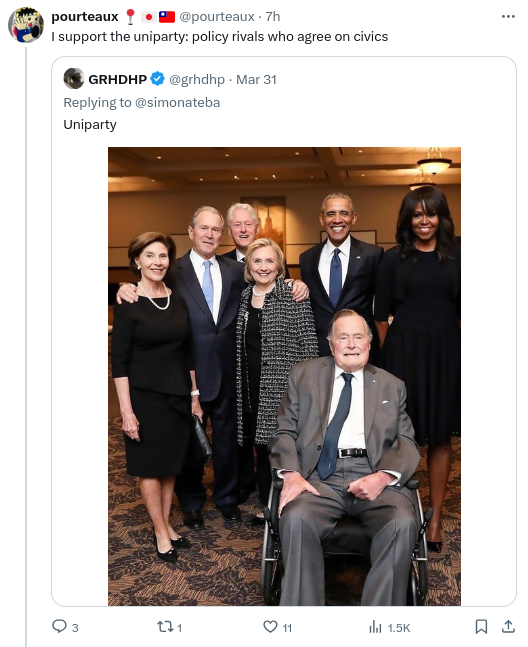 pourteaux 📍🇯🇵🇹🇼 @pourteaux · 7h
I support the uniparty: policy rivals who agree on civics
GRHDHP @grhdhp · Mar 31
Replying to @simonateba
Uniparty
3 1 11 1.5K